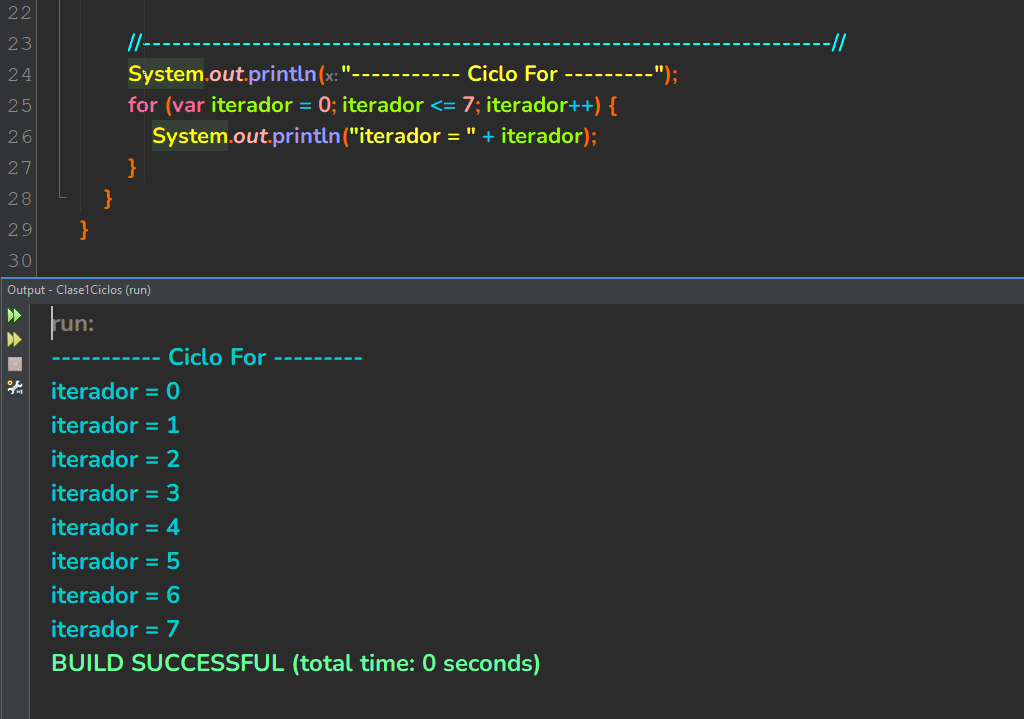 22
23 //---------------------------------------------------------------------//
24 System.out.println(x:"----------- Ciclo For ---------");
25 for (var iterador = 0; iterador <= 7; iterador++) {
26 System.out.println("iterador = " + iterador);
27 }
28 }
29 }
30
Output - Clase1Ciclos (run)
run:
----------- Ciclo For ---------
iterador = 0
iterador = 1
iterador = 2
iterador = 3
iterador = 4
iterador = 5
iterador = 6
iterador = 7
BUILD SUCCESSFUL (total time: 0 seconds)